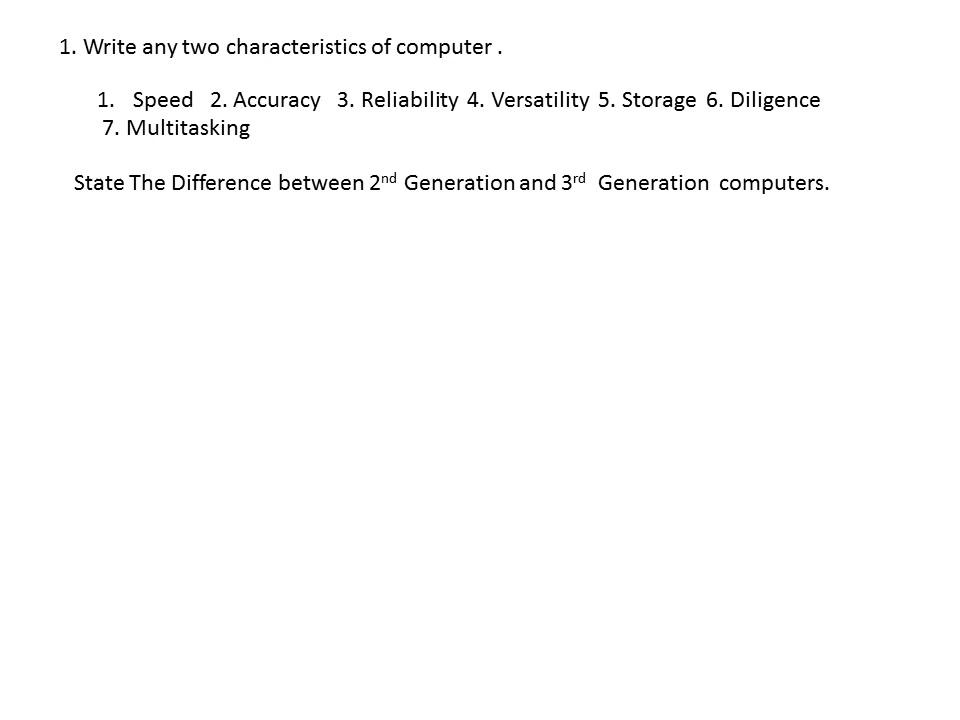 1. Write any two characteristics of computer .
1. Speed 2. Accuracy 3. Reliability 4. Versatility 5. Storage 6. Diligence
7. Multitasking
State The Difference between 2nd Generation and 3rd Generation computers.